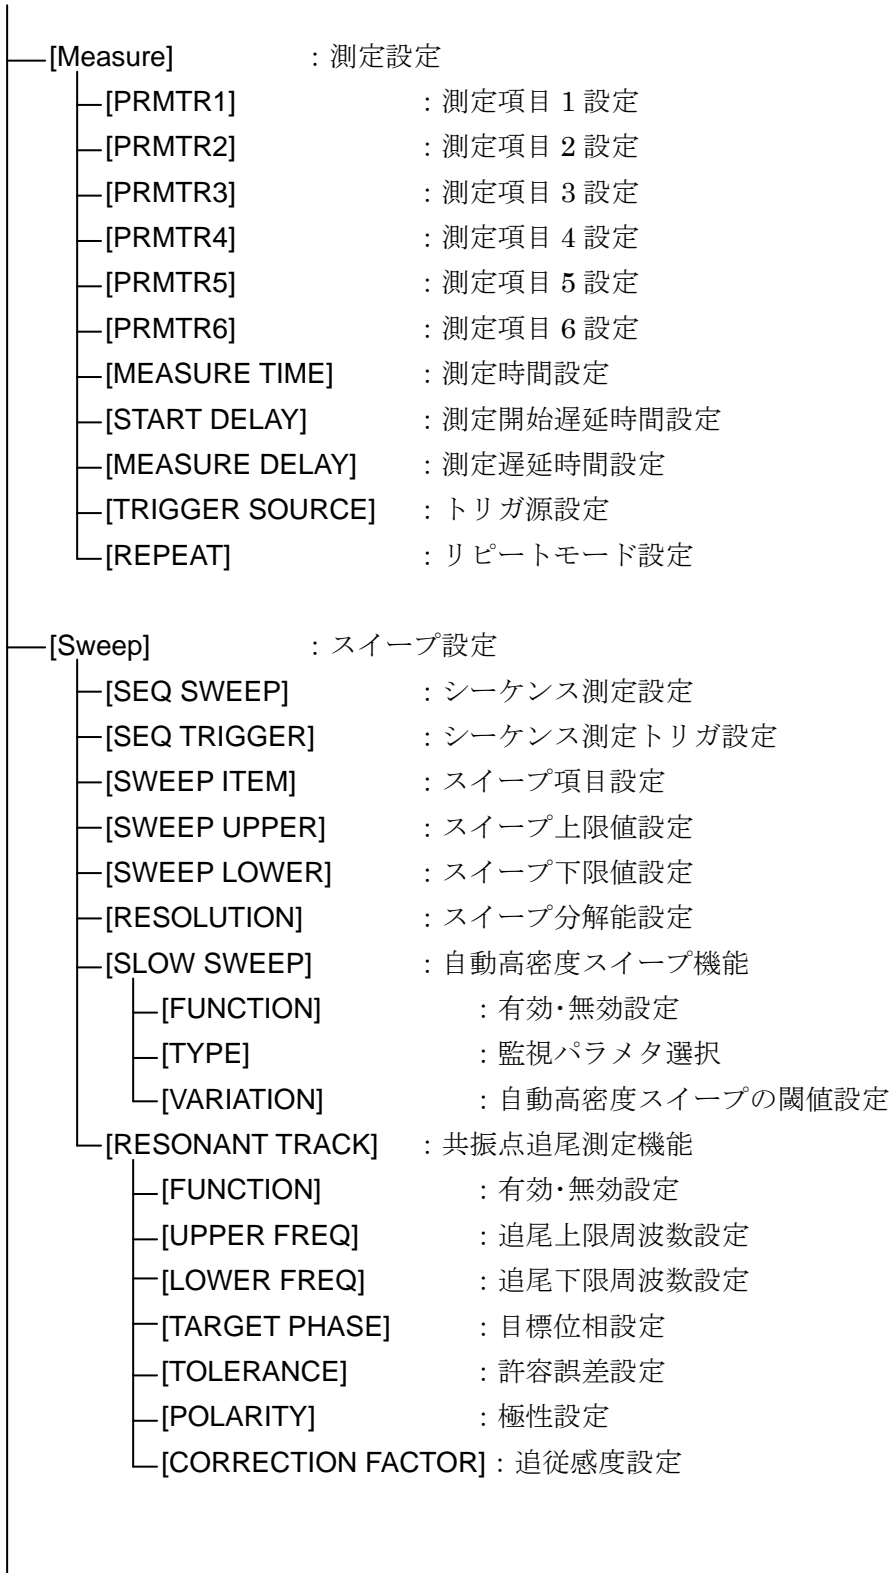 [Measure] : 測定設定
[PRMTR1] : 測定項目 1 設定
[PRMTR2] : 測定項目 2 設定
[PRMTR3] : 測定項目 3 設定
[PRMTR4] : 測定項目 4 設定
[PRMTR5] : 測定項目 5 設定
[PRMTR6] : 測定項目 6 設定
[MEASURE TIME] : 測定時間設定
[START DELAY] : 測定開始遅延時間設定
[MEASURE DELAY] : 測定遅延時間設定
[TRIGGER SOURCE] : トリガ源設定
[REPEAT] : リピートモード設定
[Sweep] : スイープ設定
[SEQ SWEEP] : シーケンス測定設定
[SEQ TRIGGER] : シーケンス測定トリガ設定
[SWEEP ITEM] : スイープ項目設定
[SWEEP UPPER] : スイープ上限値設定
[SWEEP LOWER] : スイープ下限値設定
[RESOLUTION] : スイープ分解能設定
[SLOW SWEEP] : 自動高密度スイープ機能
[FUNCTION] : 有効･無効設定
[TYPE] : 監視パラメタ選択
[VARIATION] : 自動高密度スイープの閾値設定
[RESONANT TRACK] : 共振点追尾測定機能
[FUNCTION] : 有効･無効設定
[UPPER FREQ] : 追尾上限周波数設定
[LOWER FREQ] : 追尾下限周波数設定
[TARGET PHASE] : 目標位相設定
[TOLERANCE] : 許容誤差設定
[POLARITY] : 極性設定
[CORRECTION FACTOR] : 追従感度設定